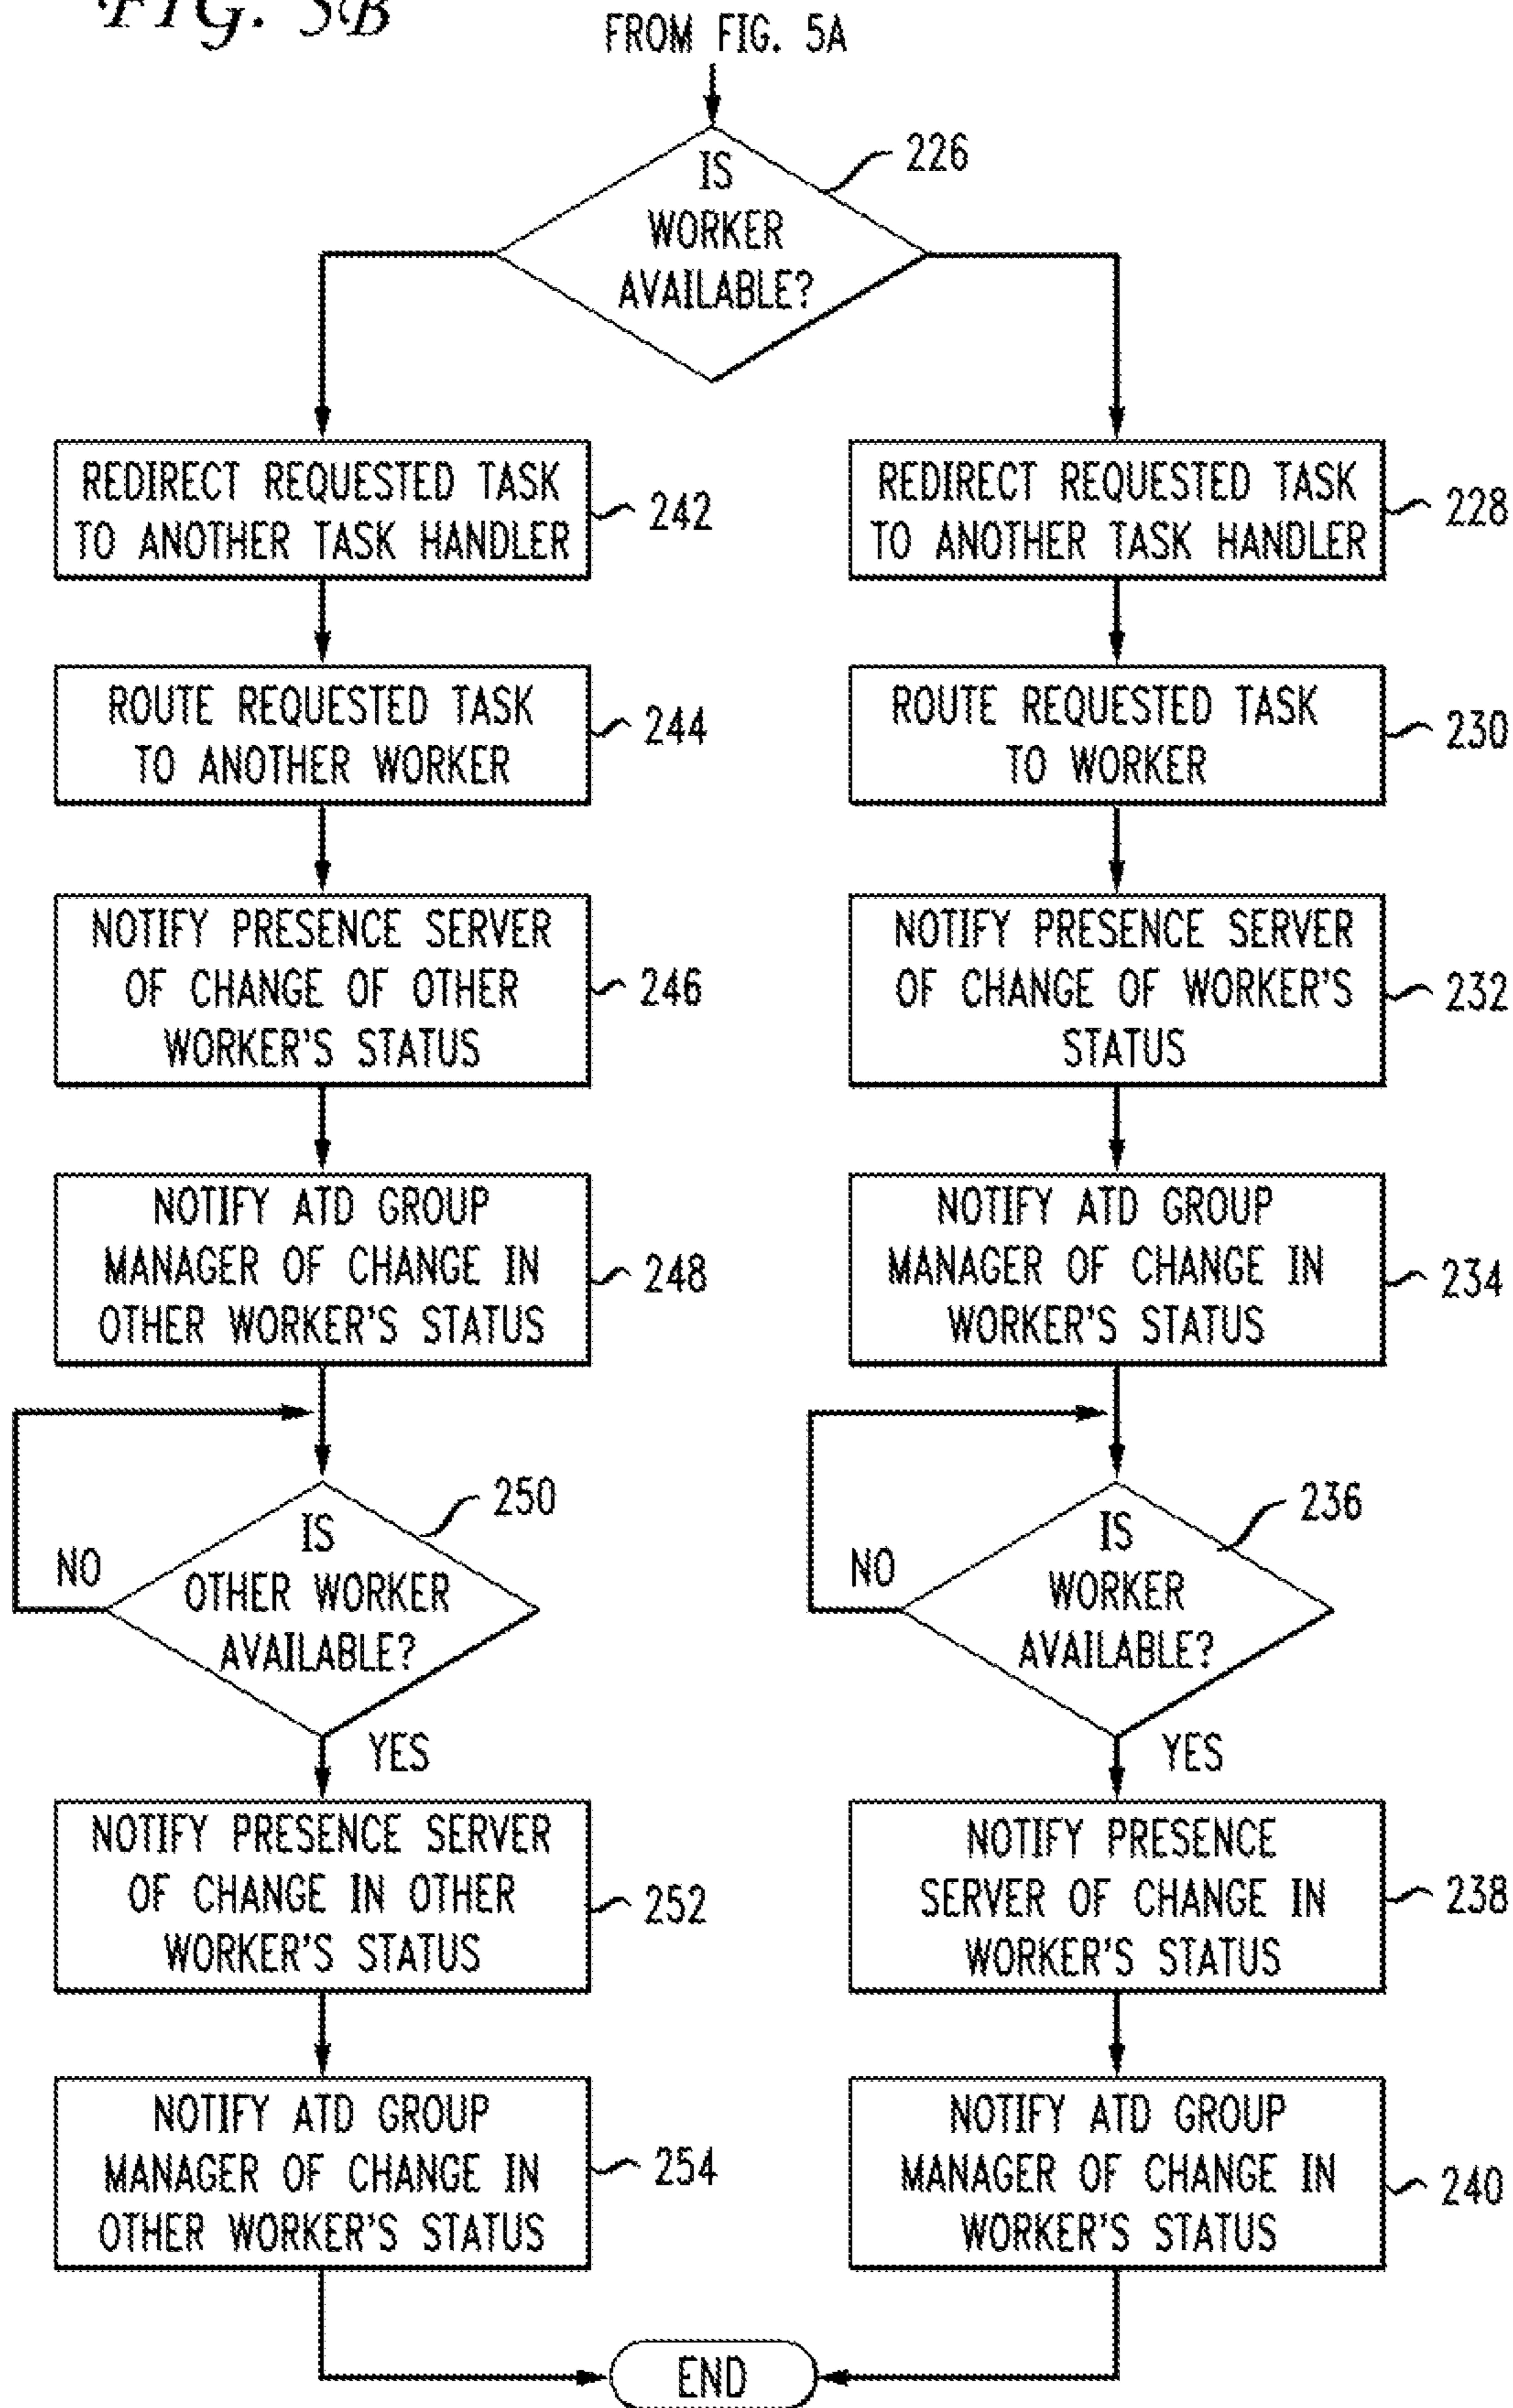 FIG. 5B
FROM FIG. 5A
IS
WORKER
AVAILABLE?
226
REDIRECT REQUESTED TASK
TO ANOTHER TASK HANDLER
242
ROUTE REQUESTED TASK
TO ANOTHER WORKER
244
NOTIFY PRESENCE SERVER
OF CHANGE OF OTHER
WORKER'S STATUS
246
NOTIFY ATD GROUP
MANAGER OF CHANGE IN
OTHER WORKER'S STATUS
248
IS
OTHER WORKER
AVAILABLE?
250
NO
YES
NOTIFY PRESENCE SERVER
OF CHANGE IN OTHER
WORKER'S STATUS
252
NOTIFY ATD GROUP
MANAGER OF CHANGE IN
OTHER WORKER'S STATUS
254
REDIRECT REQUESTED TASK
TO ANOTHER TASK HANDLER
228
ROUTE REQUESTED TASK
TO WORKER
230
NOTIFY PRESENCE SERVER
OF CHANGE OF WORKER'S
STATUS
232
NOTIFY ATD GROUP
MANAGER OF CHANGE IN
WORKER'S STATUS
234
IS
WORKER
AVAILABLE?
236
NO
YES
NOTIFY PRESENCE
SERVER OF CHANGE IN
WORKER'S STATUS
238
NOTIFY ATD GROUP
MANAGER OF CHANGE IN
WORKER'S STATUS
240
END